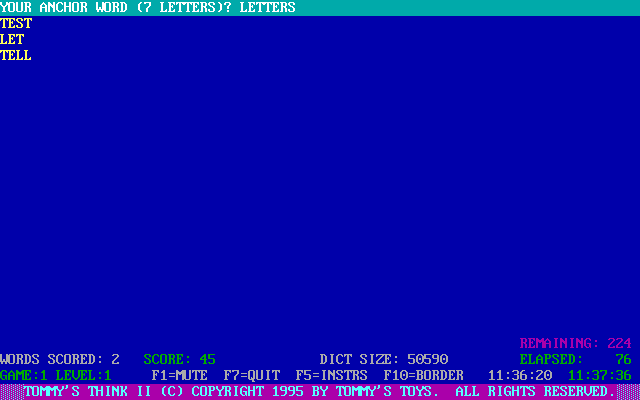 YOUR ANCHOR WORD (7 LETTERS)? LETTERS
TEST
LET
TELL
REMAINING: 224
WORDS SCORED: 2 SCORE: 45 DICT SIZE: 50590 ELAPSED: 76
GAME:1 LEVEL:1 F1=MUTE F7=QUIT F5=INSTRS F10=BORDER 11:36:20 11:37:36
TOMMY'S THINK II (C) COPYRIGHT 1995 BY TOMMY'S TOYS. ALL RIGHTS RESERVED.